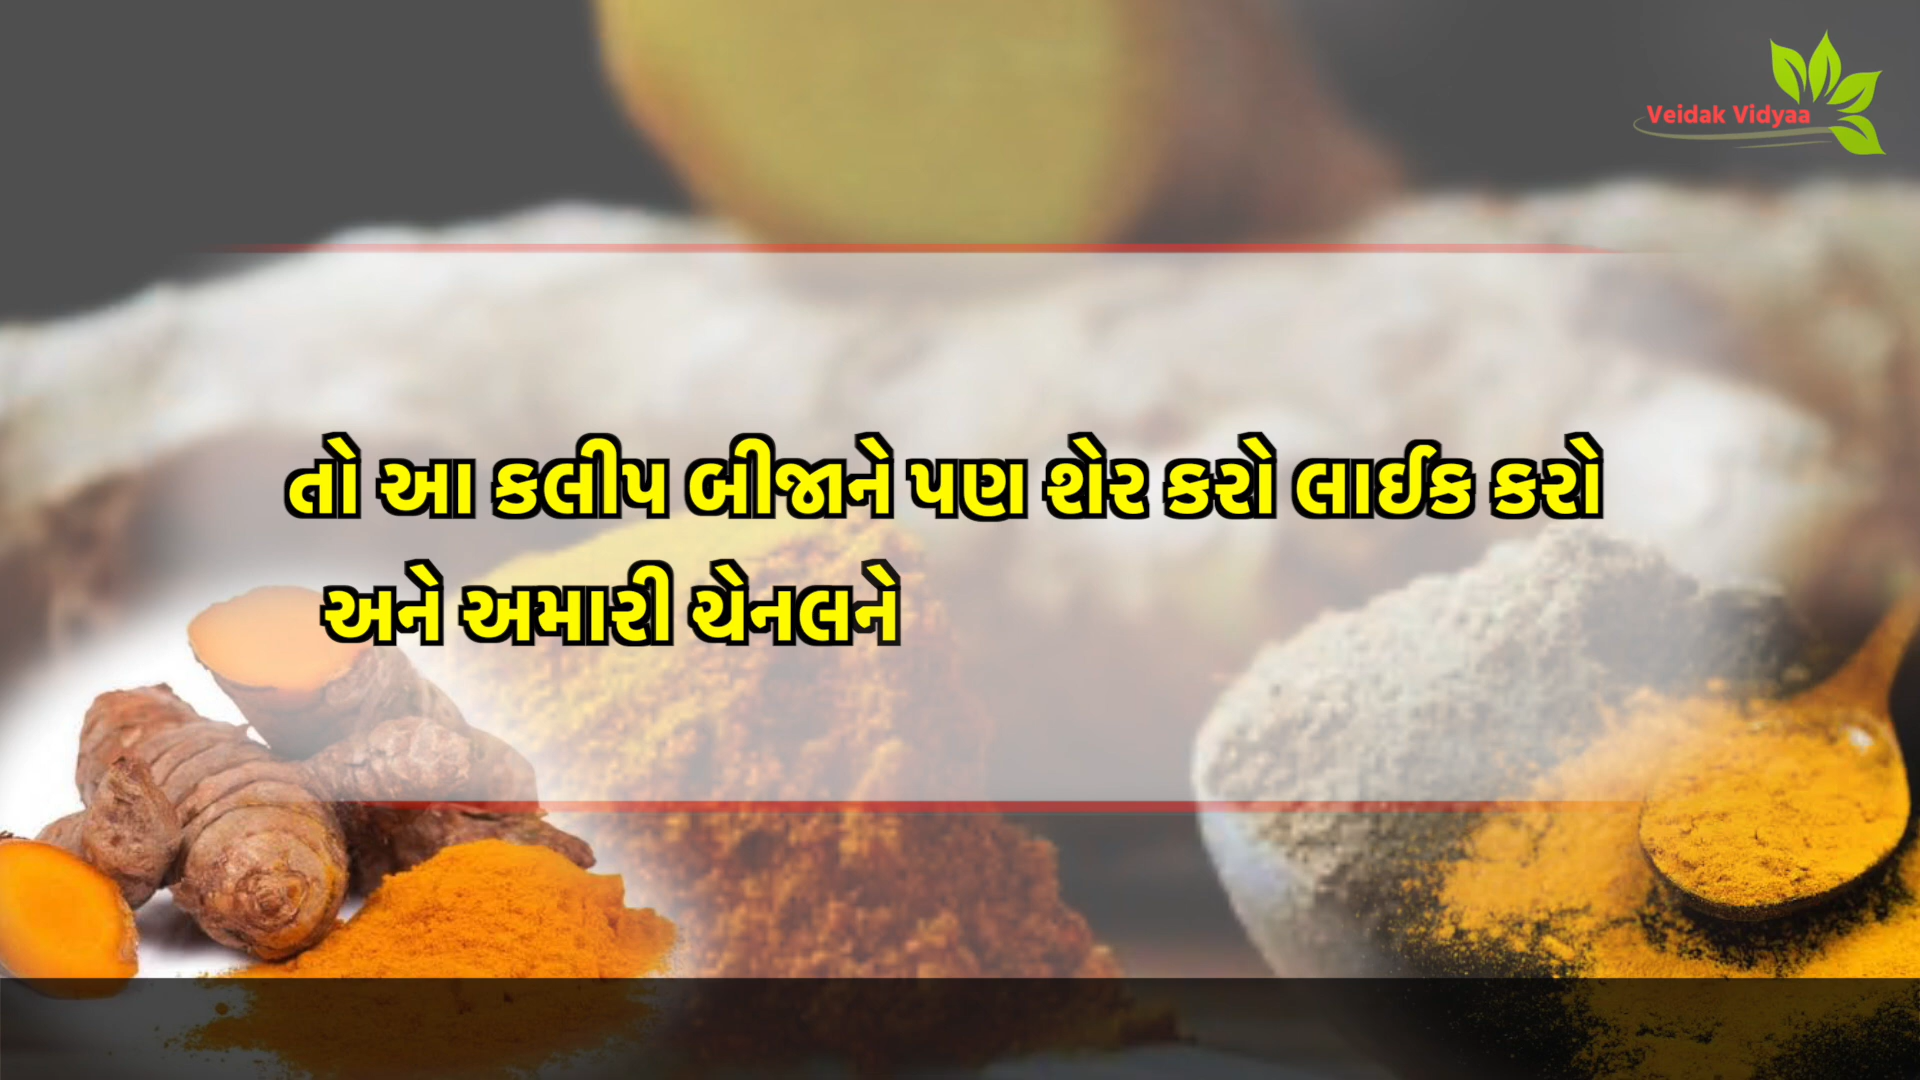 Veidak Vidyaa
તો આ કલીપ બીજાને પણ શેર કરો લાઈક કરો
અને અમારી ચેનલને